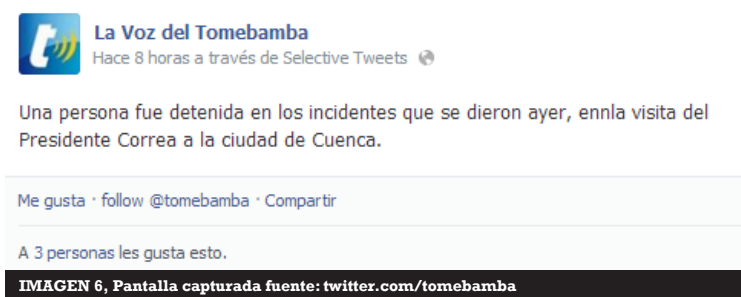 La Voz del Tomebamba
Hace 8 horas a través de Selective Tweets
Una persona fue detenida en los incidentes que se dieron ayer, ennla visita del
Presidente Correa a la ciudad de Cuenca.
Me gusta · follow @tomebamba · Compartir
A 3 personas les gusta esto.
IMAGEN 6, Pantalla capturada fuente: twitter.com/tomebamba